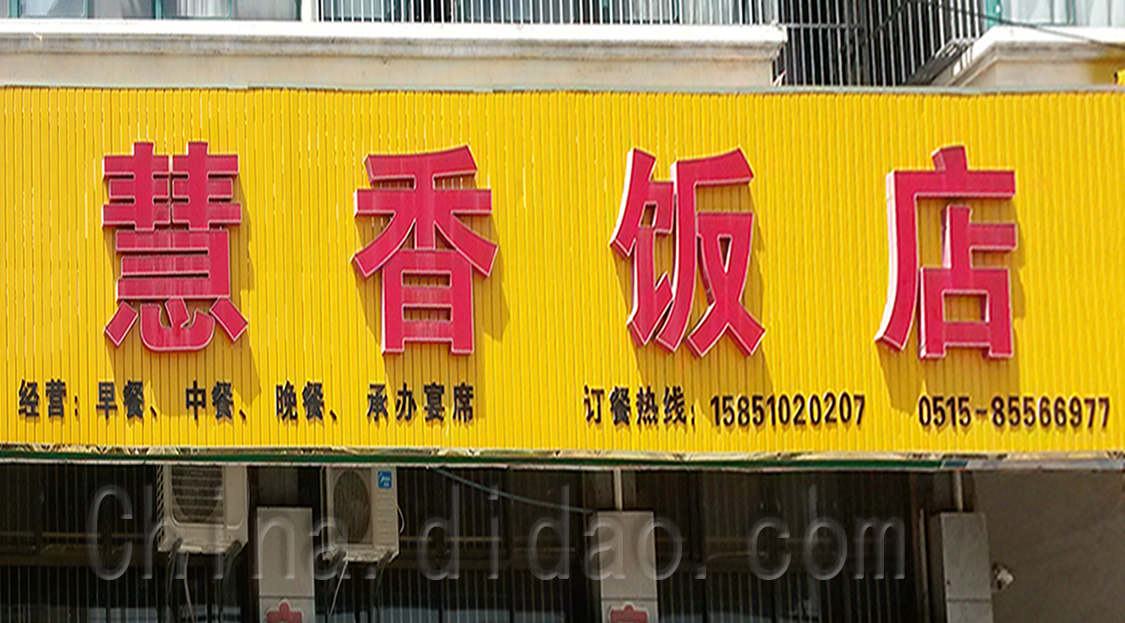 慧香饭店
经营：早餐、中餐、晚餐、承办宴席
订餐热线：15851020207 0515-85566977
China.didao.com